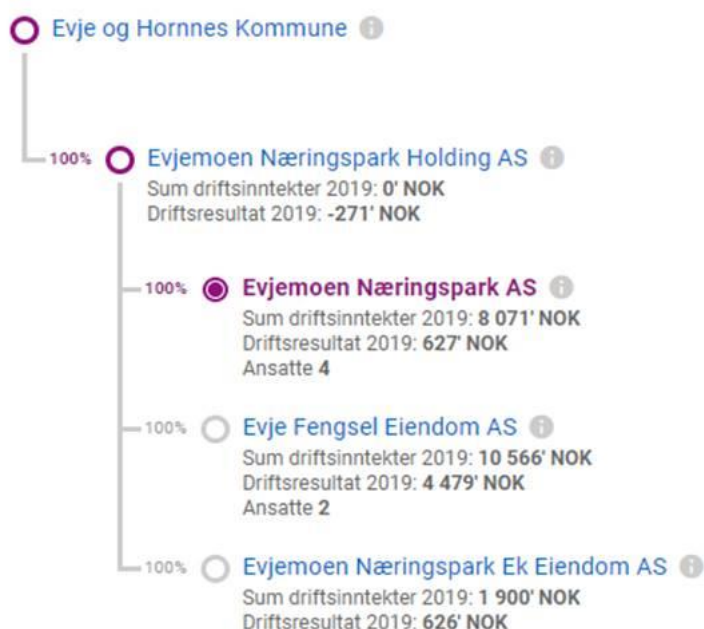 Evje og Hornnes Kommune
100% Evjemoen Næringspark Holding AS
Sum driftsinntekter 2019: 0' NOK
Driftsresultat 2019: -271' NOK
100% Evjemoen Næringspark AS
Sum driftsinntekter 2019: 8 071' NOK
Driftsresultat 2019: 627' NOK
Ansatte 4
100% Evje Fengsel Eiendom AS
Sum driftsinntekter 2019: 10 566' NOK
Driftsresultat 2019: 4 479' NOK
Ansatte 2
100% Evjemoen Næringspark Ek Eiendom AS
Sum driftsinntekter 2019: 1 900' NOK
Driftsresultat 2019: 626' NOK